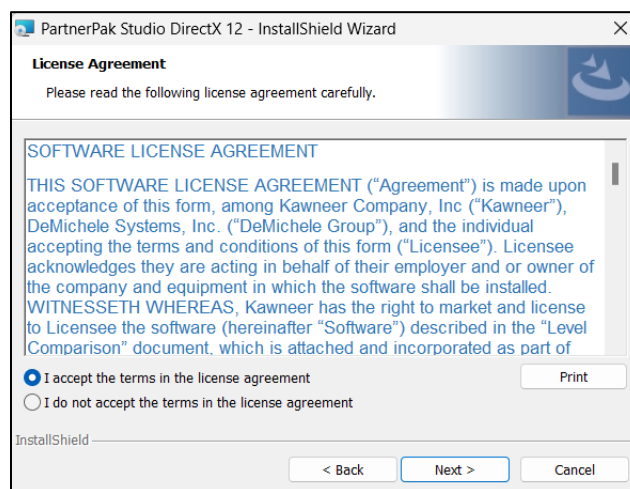 PartnerPak Studio DirectX 12 - InstallShield Wizard
License Agreement
Please read the following license agreement carefully.
SOFTWARE LICENSE AGREEMENT
THIS SOFTWARE LICENSE AGREEMENT (“Agreement”) is made upon
acceptance of this form, among Kawneer Company, Inc (“Kawneer”),
DeMichele Systems, Inc. (“DeMichele Group”), and the individual
accepting the terms and conditions of this form (“Licensee”). Licensee
acknowledges they are acting in behalf of their employer and or owner of
the company and equipment in which the software shall be installed.
WITNESSETH WHEREAS, Kawneer has the right to market and license
to Licensee the software (hereinafter “Software”) described in the “Level
Comparison” document, which is attached and incorporated as part of
I accept the terms in the license agreement
Print
I do not accept the terms in the license agreement
InstallShield
< Back
Next >
Cancel